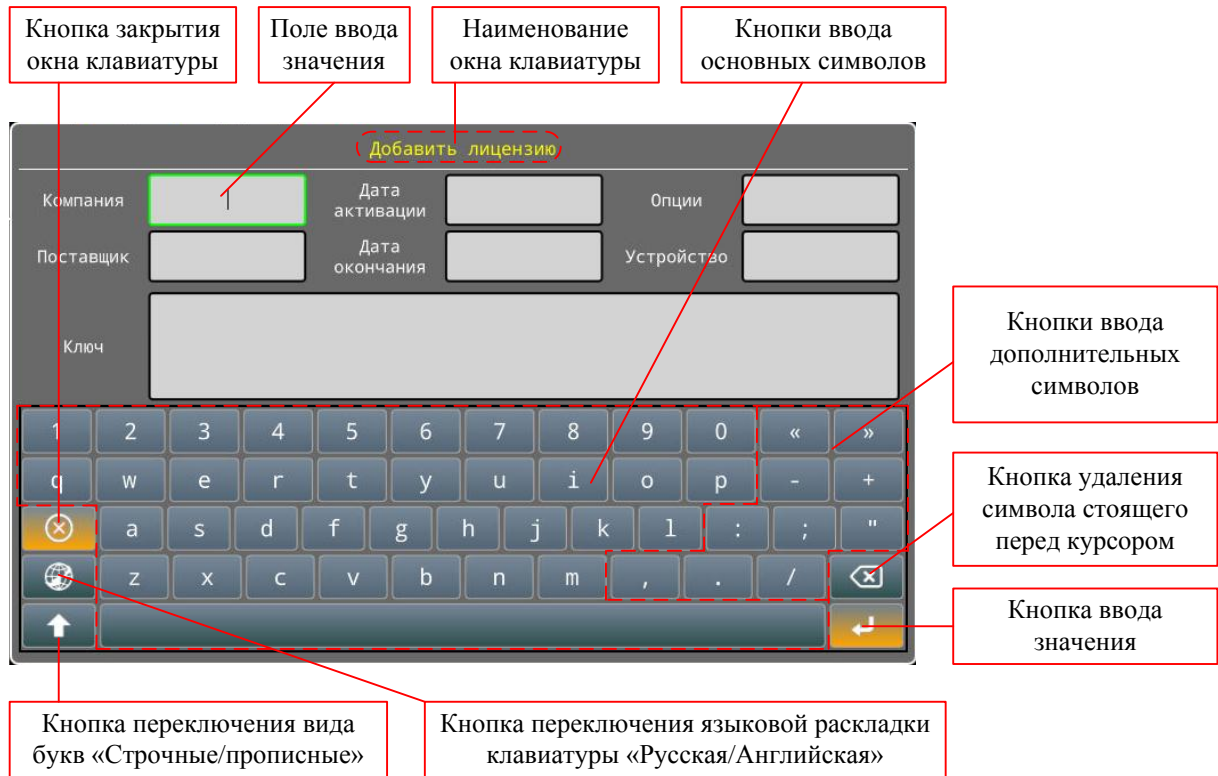 Кнопка закрытия
окна клавиатуры
Поле ввода
значения
Наименование
окна клавиатуры
Кнопки ввода
основных символов
Добавить лицензию
Компания
Дата
активации
Опции
Поставщик
Дата
окончания
Устройство
Ключ
Кнопки ввода
дополнительных
символов
1 2 3 4 5 6 7 8 9 0 « »
q w e r t y u i o p - +
a s d f g h j k l : ; "
z x c v b n m , . /
Кнопка удаления
символа стоящего
перед курсором
Кнопка ввода
значения
Кнопка переключения вида
букв «Строчные/прописные»
Кнопка переключения языковой раскладки
клавиатуры «Русская/Английская»